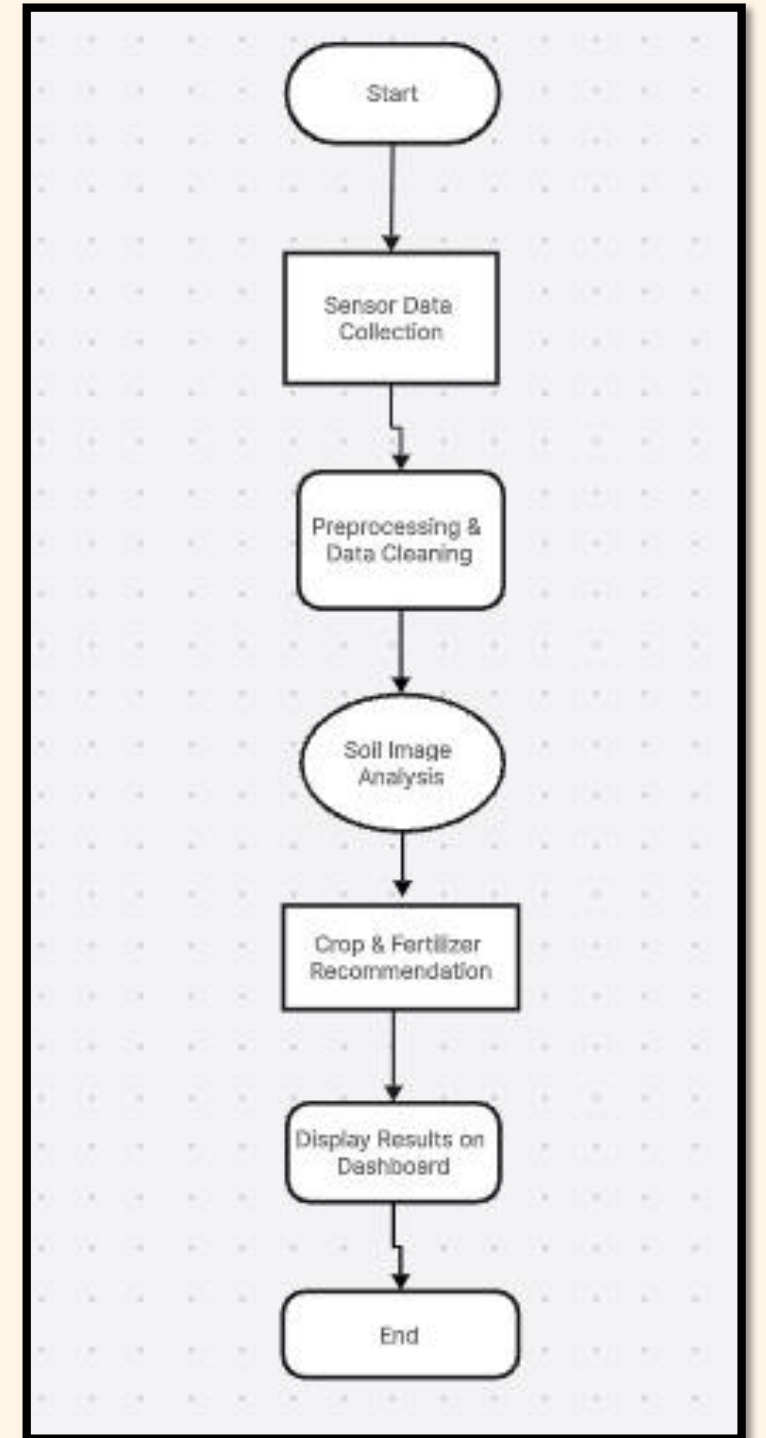 Start
Sensor Data
Collection
Preprocessing &
Data Cleaning
Soil Image
Analysis
Crop & Fertilizer
Recommendation
Display Results on
Dashboard
End